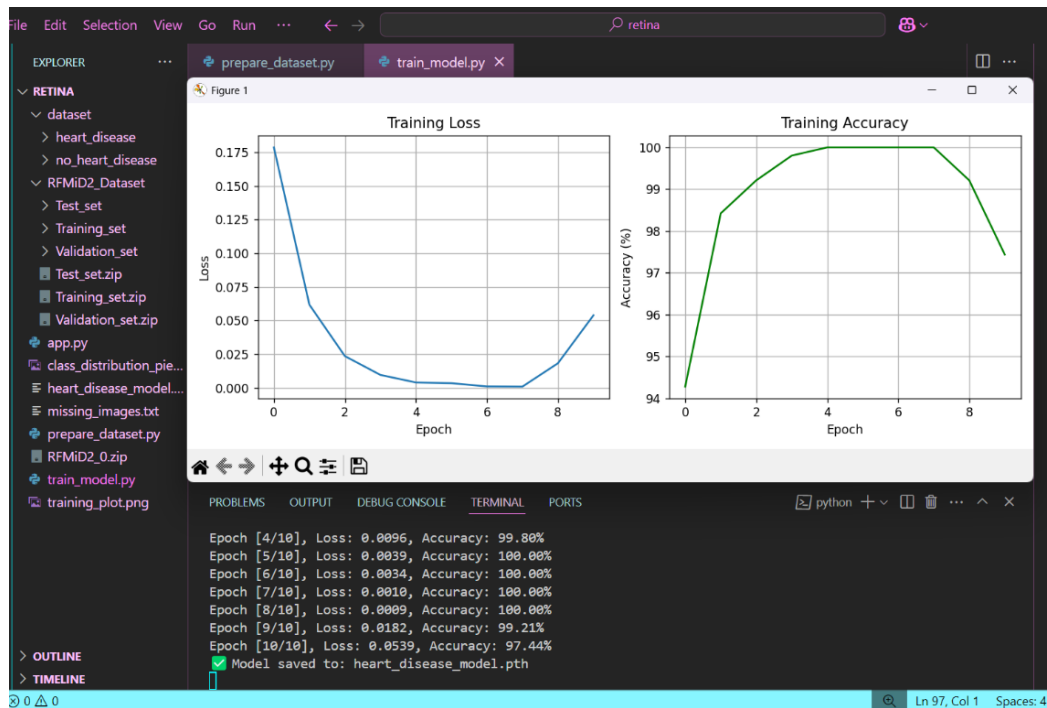 File Edit Selection View Go Run ··· ← → retina
EXPLORER ···
RETINA
dataset
heart_disease
no_heart_disease
RFMiD2_Dataset
Test_set
Training_set
Validation_set
Test_set.zip
Training_set.zip
Validation_set.zip
app.py
class_distribution_pie...
heart_disease_model....
missing_images.txt
prepare_dataset.py
RFMiD2_0.zip
train_model.py
training_plot.png
OUTLINE
TIMELINE
prepare_dataset.py train_model.py
Figure 1
Training Loss
Loss
0.175
0.150
0.125
0.100
0.075
0.050
0.025
0.000
0 2 4 6 8
Epoch
Training Accuracy
Accuracy (%)
100
99
98
97
96
95
94
0 2 4 6 8
Epoch
PROBLEMS OUTPUT DEBUG CONSOLE TERMINAL PORTS python
Epoch [4/10], Loss: 0.0096, Accuracy: 99.80%
Epoch [5/10], Loss: 0.0039, Accuracy: 100.00%
Epoch [6/10], Loss: 0.0034, Accuracy: 100.00%
Epoch [7/10], Loss: 0.0010, Accuracy: 100.00%
Epoch [8/10], Loss: 0.0009, Accuracy: 100.00%
Epoch [9/10], Loss: 0.0182, Accuracy: 99.21%
Epoch [10/10], Loss: 0.0539, Accuracy: 97.44%
✅ Model saved to: heart_disease_model.pth
0 0 Ln 97, Col 1 Spaces: 4